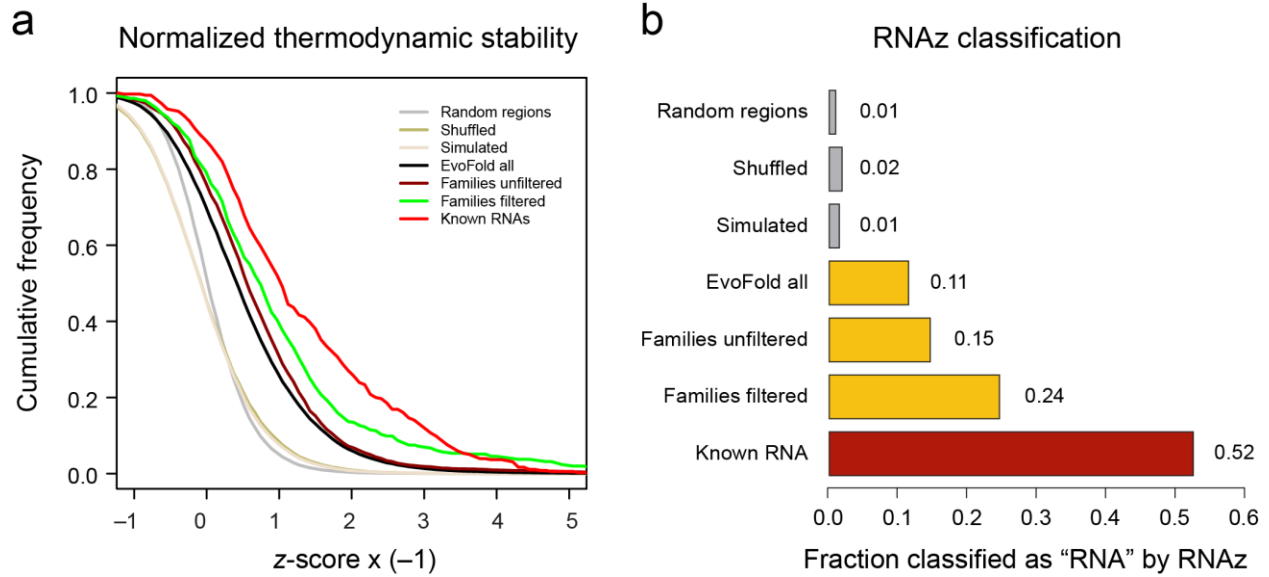 a
Normalized thermodynamic stability
Cumulative frequency
1.0
0.8
0.6
0.4
0.2
0.0
Random regions
Shuffled
Simulated
EvoFold all
Families unfiltered
Families filtered
Known RNAs
–1 0 1 2 3 4 5
z-score x (–1)
b
RNAz classification
Random regions 0.01
Shuffled 0.02
Simulated 0.01
EvoFold all 0.11
Families unfiltered 0.15
Families filtered 0.24
Known RNA 0.52
0.0 0.1 0.2 0.3 0.4 0.5 0.6
Fraction classified as “RNA” by RNAz